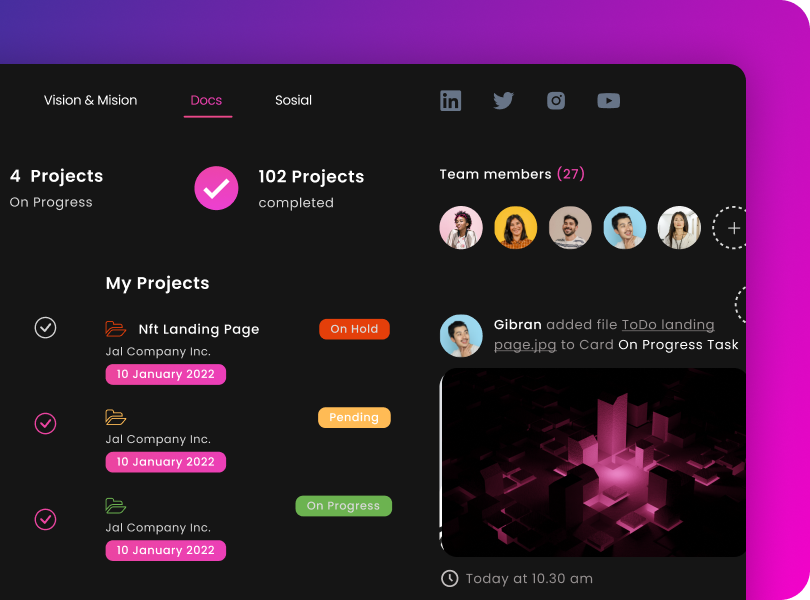 Vision & Mision
Docs
Sosial
4 Projects
On Progress
102 Projects
completed
Team members (27)
My Projects
Nft Landing Page
On Hold
Jal Company Inc.
10 January 2022
Pending
Jal Company Inc.
10 January 2022
On Progress
Jal Company Inc.
10 January 2022
Gibran added file ToDo landing
page.jpg to Card On Progress Task
Today at 10.30 am